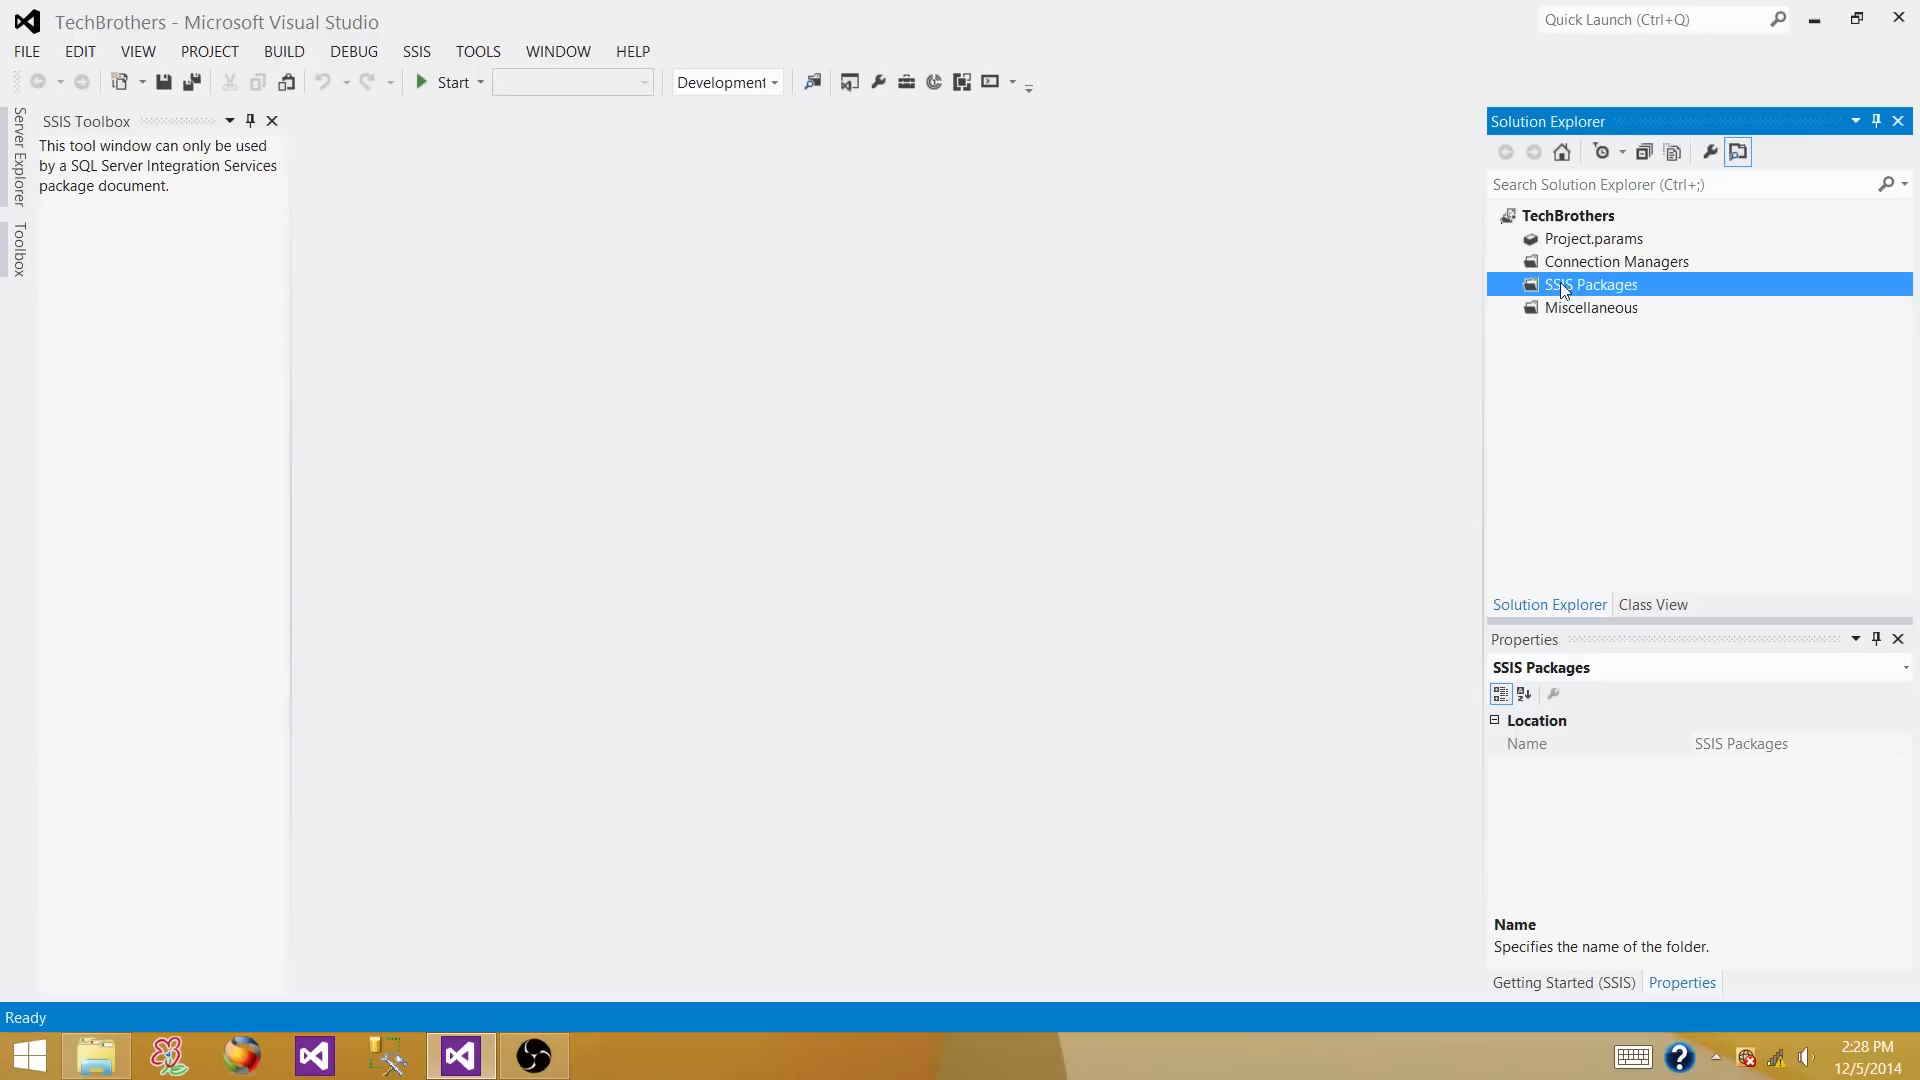 TechBrothers - Microsoft Visual Studio
Quick Launch (Ctrl+Q)
FILE EDIT VIEW PROJECT BUILD DEBUG SSIS TOOLS WINDOW HELP
Start
Development
Server Explorer
Toolbox
SSIS Toolbox
This tool window can only be used
by a SQL Server Integration Services
package document.
Solution Explorer
Search Solution Explorer (Ctrl+;)
TechBrothers
Project.params
Connection Managers
SSIS Packages
Miscellaneous
Solution Explorer Class View
Properties
SSIS Packages
Location
Name SSIS Packages
Name
Specifies the name of the folder.
Getting Started (SSIS) Properties
Ready
2:28 PM
12/5/2014